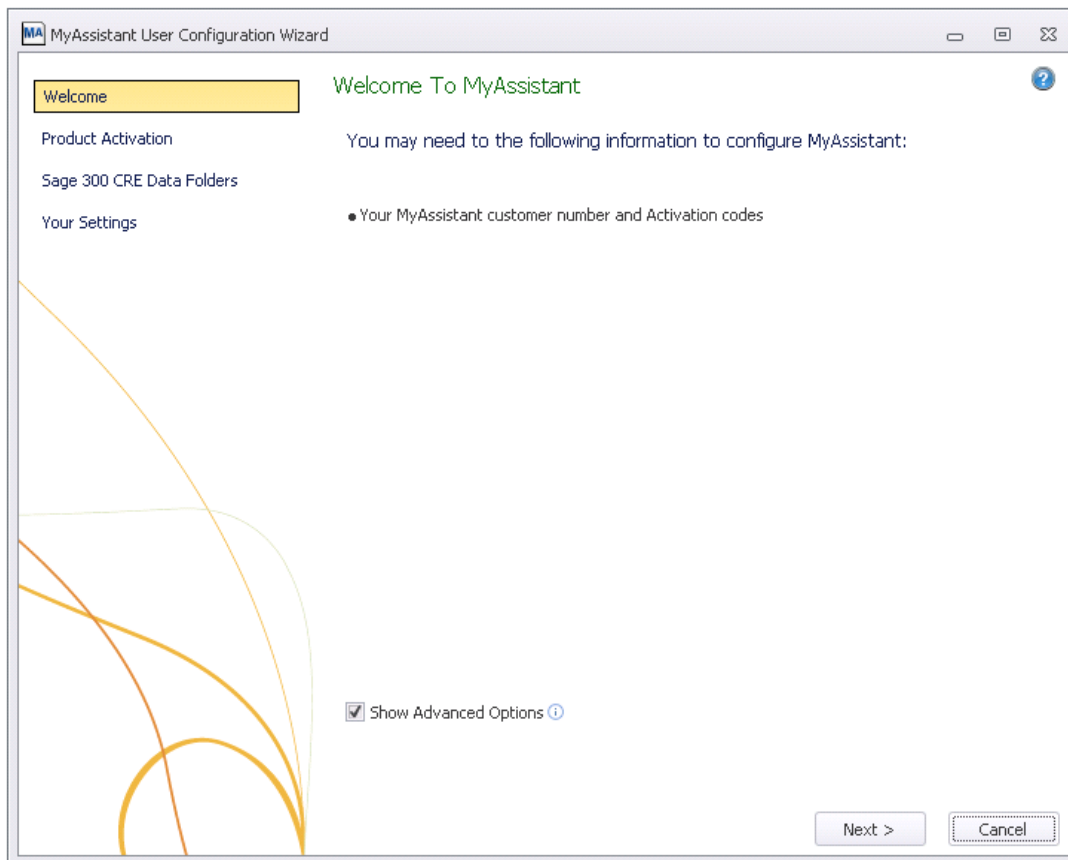 MA MyAssistant User Configuration Wizard
Welcome
Product Activation
Sage 300 CRE Data Folders
Your Settings
Welcome To MyAssistant
?
You may need to the following information to configure MyAssistant:
• Your MyAssistant customer number and Activation codes
Show Advanced Options i
Next >
Cancel